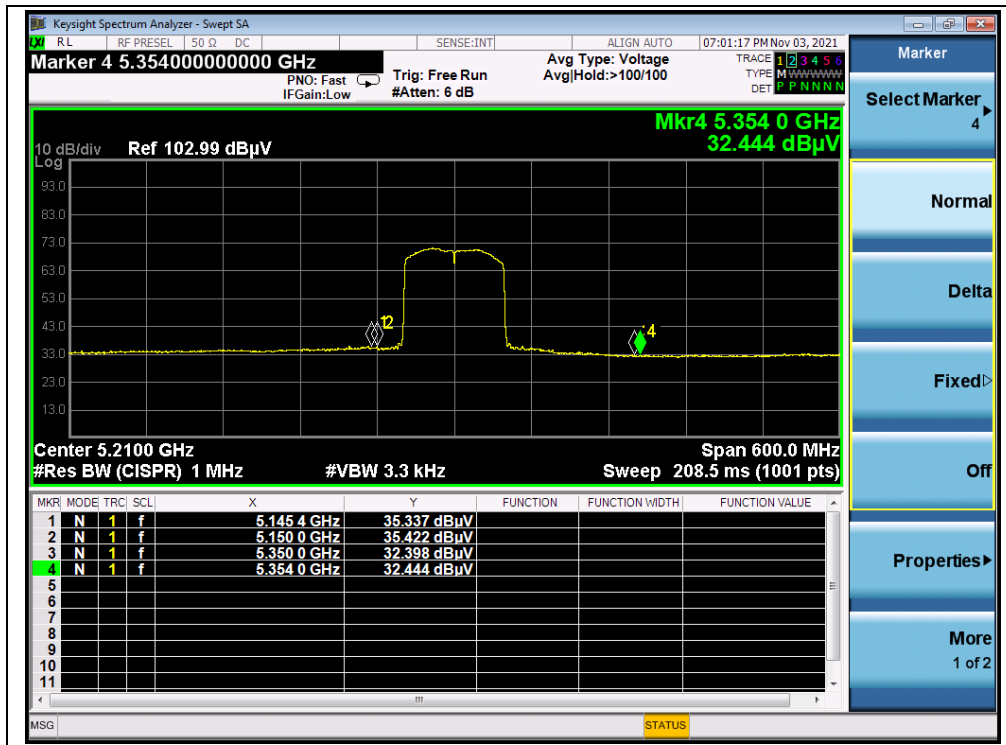 Keysight Spectrum Analyzer - Swept SA
LXI RL RF PRESEL 50 Ω DC SENSE:INT ALIGN AUTO 07:01:17 PM Nov 03, 2021
Marker 4 5.354000000000 GHz
PNO: Fast
IFGain:Low
Trig: Free Run
#Atten: 6 dB
Avg Type: Voltage
Avg|Hold:>100/100
TRACE 1 2 3 4 5 6
TYPE M W W W W W
DET P P N N N N
Mkr4 5.354 0 GHz
32.444 dBµV
10 dB/div Ref 102.99 dBµV
Log
93.0
83.0
73.0
63.0
53.0
43.0
33.0
23.0
13.0
12
4
Center 5.2100 GHz Span 600.0 MHz
#Res BW (CISPR) 1 MHz #VBW 3.3 kHz Sweep 208.5 ms (1001 pts)
MKR MODE TRC SCL X Y FUNCTION FUNCTION WIDTH FUNCTION VALUE
1 N 1 f 5.145 4 GHz 35.337 dBµV
2 N 1 f 5.150 0 GHz 35.422 dBµV
3 N 1 f 5.350 0 GHz 32.398 dBµV
4 N 1 f 5.354 0 GHz 32.444 dBµV
5
6
7
8
9
10
11
MSG STATUS
Marker
Select Marker
4
Normal
Delta
Fixed
Off
Properties
More
1 of 2